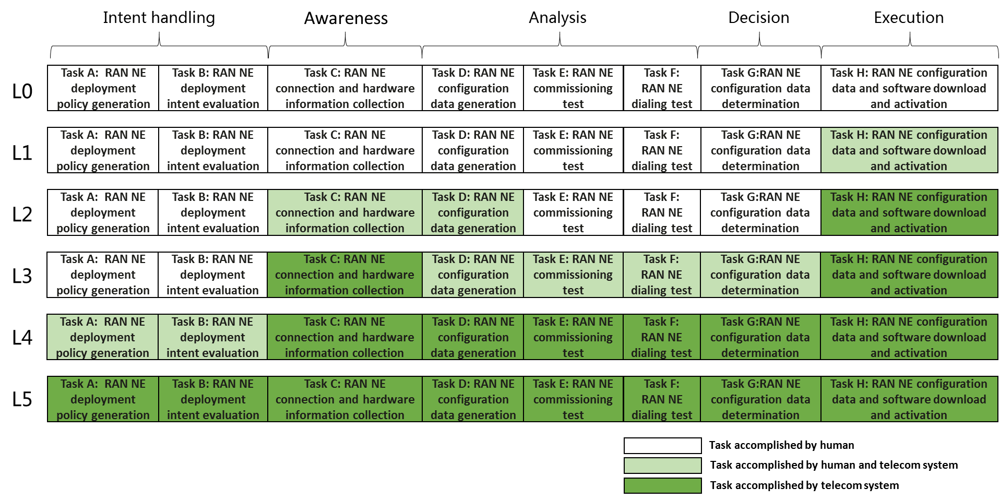 Intent handling
Awareness
Analysis
Decision
Execution
L0
Task A:  RAN NE
deployment
policy generation
Task B: RAN NE
deployment
intent evaluation
Task C: RAN NE
connection and hardware
information collection
Task D: RAN NE
configuration
data generation
Task E: RAN NE
commissioning
test
Task F:
RAN NE
dialing test
Task G:RAN NE
configuration data
determination
Task H: RAN NE configuration
data and software download
and activation
L1
Task A:  RAN NE
deployment
policy generation
Task B: RAN NE
deployment
intent evaluation
Task C: RAN NE
connection and hardware
information collection
Task D: RAN NE
configuration
data generation
Task E: RAN NE
commissioning
test
Task F:
RAN NE
dialing test
Task G:RAN NE
configuration data
determination
Task H: RAN NE configuration
data and software download
and activation
L2
Task A:  RAN NE
deployment
policy generation
Task B: RAN NE
deployment
intent evaluation
Task C: RAN NE
connection and hardware
information collection
Task D: RAN NE
configuration
data generation
Task E: RAN NE
commissioning
test
Task F:
RAN NE
dialing test
Task G:RAN NE
configuration data
determination
Task H: RAN NE configuration
data and software download
and activation
L3
Task A:  RAN NE
deployment
policy generation
Task B: RAN NE
deployment
intent evaluation
Task C: RAN NE
connection and hardware
information collection
Task D: RAN NE
configuration
data generation
Task E: RAN NE
commissioning
test
Task F:
RAN NE
dialing test
Task G:RAN NE
configuration data
determination
Task H: RAN NE configuration
data and software download
and activation
L4
Task A:  RAN NE
deployment
policy generation
Task B: RAN NE
deployment
intent evaluation
Task C: RAN NE
connection and hardware
information collection
Task D: RAN NE
configuration
data generation
Task E: RAN NE
commissioning
test
Task F:
RAN NE
dialing test
Task G:RAN NE
configuration data
determination
Task H: RAN NE configuration
data and software download
and activation
L5
Task A:  RAN NE
deployment
policy generation
Task B: RAN NE
deployment
intent evaluation
Task C: RAN NE
connection and hardware
information collection
Task D: RAN NE
configuration
data generation
Task E: RAN NE
commissioning
test
Task F:
RAN NE
dialing test
Task G:RAN NE
configuration data
determination
Task H: RAN NE configuration
data and software download
and activation
Task accomplished by human
Task accomplished by human and telecom system
Task accomplished by telecom system